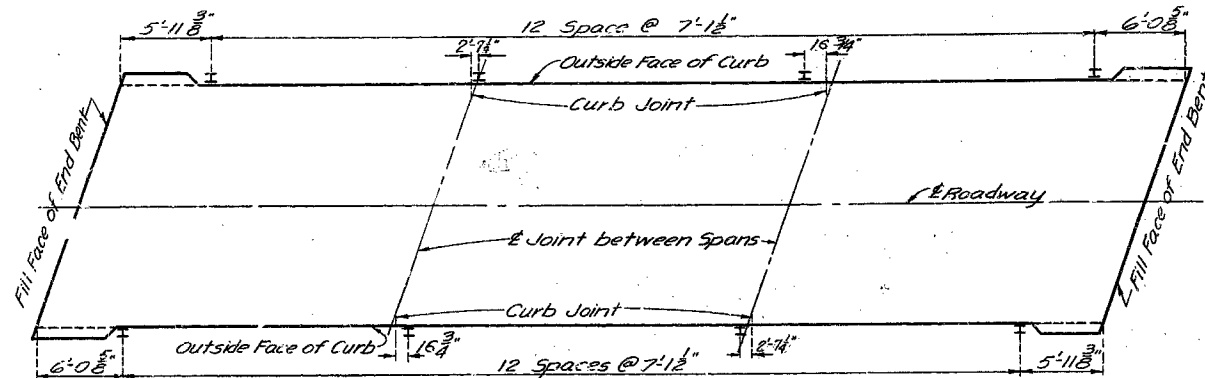 5'-11 3/8"
12 Space @ 7'-1 1/2"
6'-0 5/8"
2'-7 1/4"
16 3/4"
Outside Face of Curb
Curb Joint
Fill Face of End Bent
℄ Roadway
℄ Joint between Spans
Fill Face of End Bent
Curb Joint
Outside Face of Curb
16 3/4"
2'-7 1/4"
6'-0 5/8"
12 Spaces @ 7'-1 1/2"
5'-11 3/8"